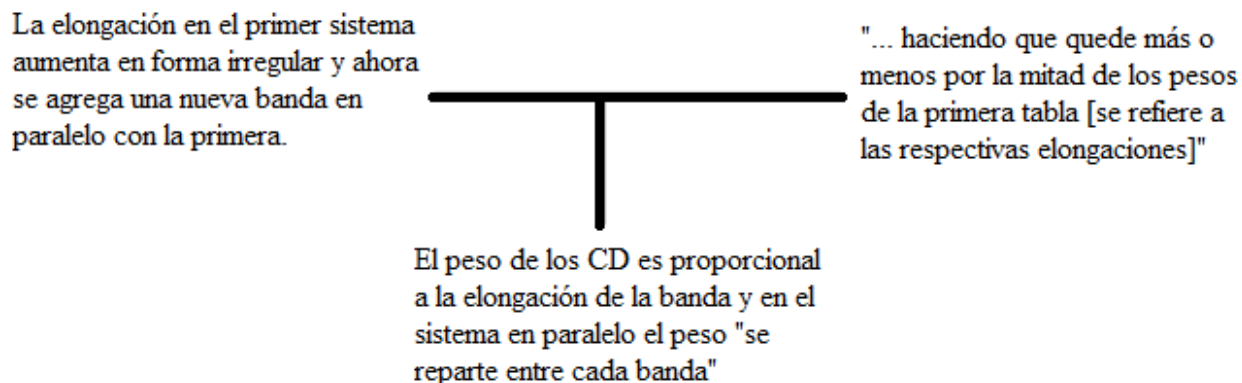 La elongación en el primer sistema
aumenta en forma irregular y ahora
se agrega una nueva banda en
paralelo con la primera.
"... haciendo que quede más o
menos por la mitad de los pesos
de la primera tabla [se refiere a
las respectivas elongaciones]"
El peso de los CD es proporcional
a la elongación de la banda y en el
sistema en paralelo el peso "se
reparte entre cada banda"